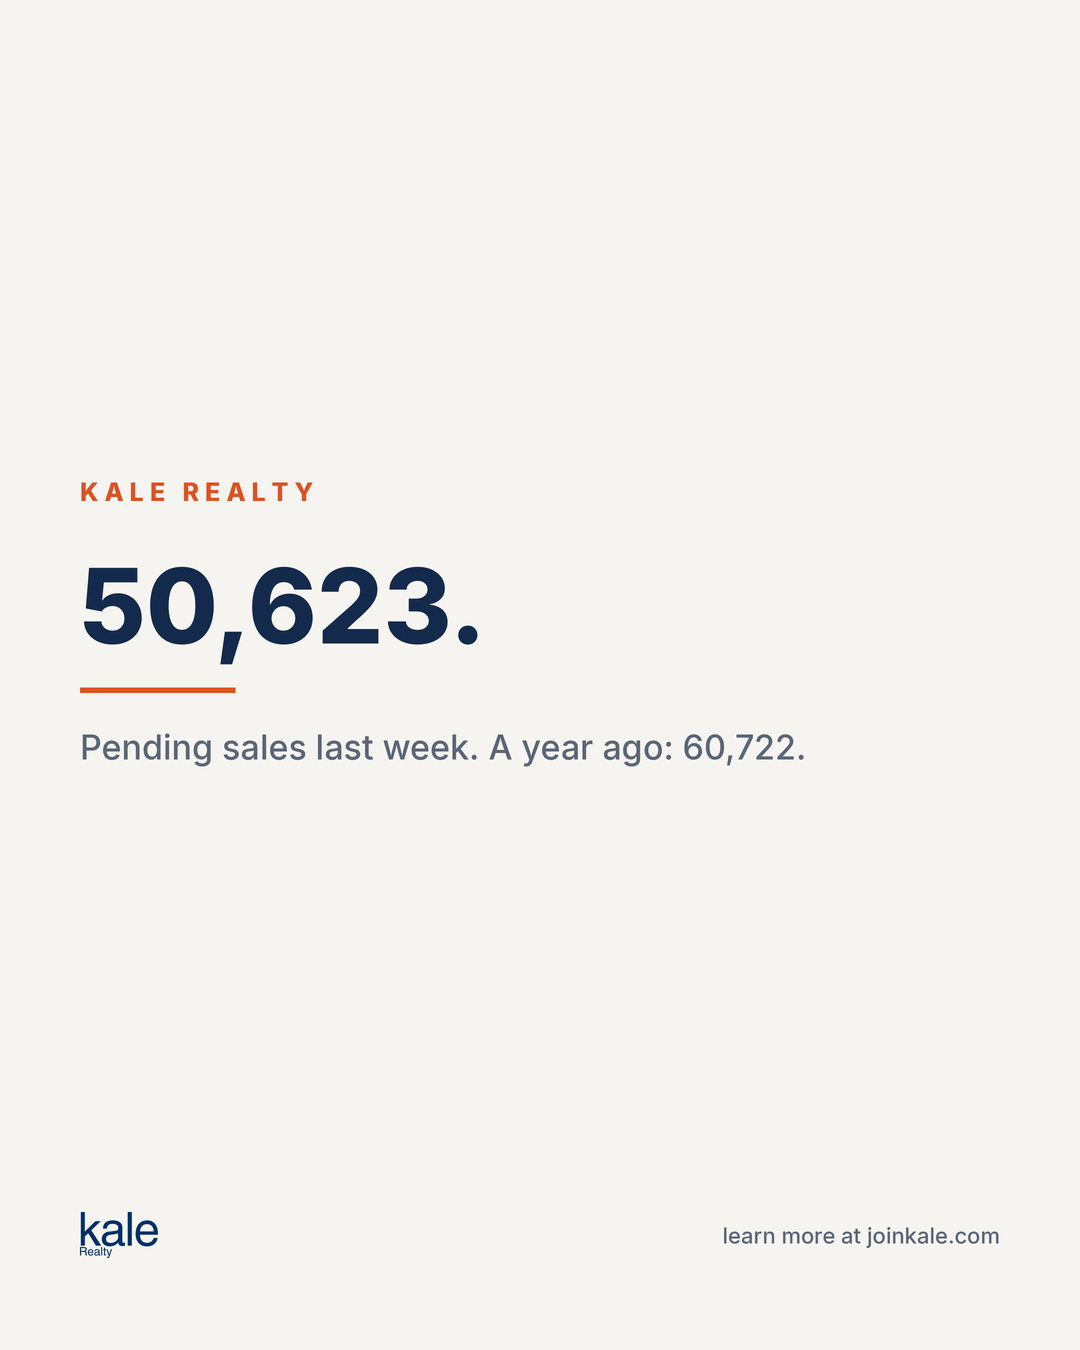 KALE REALTY
50,623.
Pending sales last week. A year ago: 60,722.
kale
Realty
learn more at joinkale.com